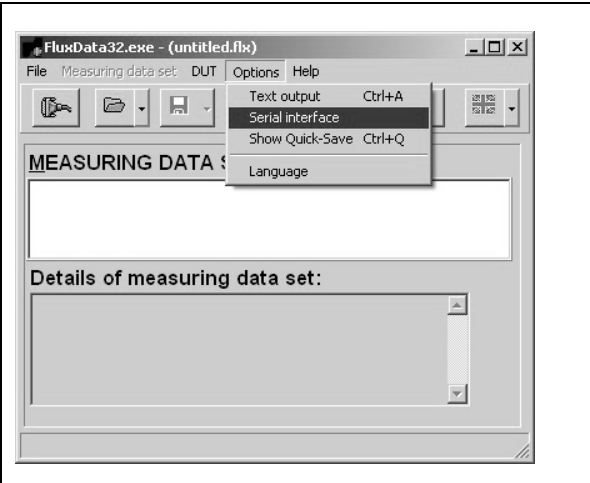 FluxData32.exe - (untitled.flx)
File Measuring data set DUT Options Help
Text output Ctrl+A
Serial interface
Show Quick-Save Ctrl+Q
Language
MEASURING DATA
Details of measuring data set: